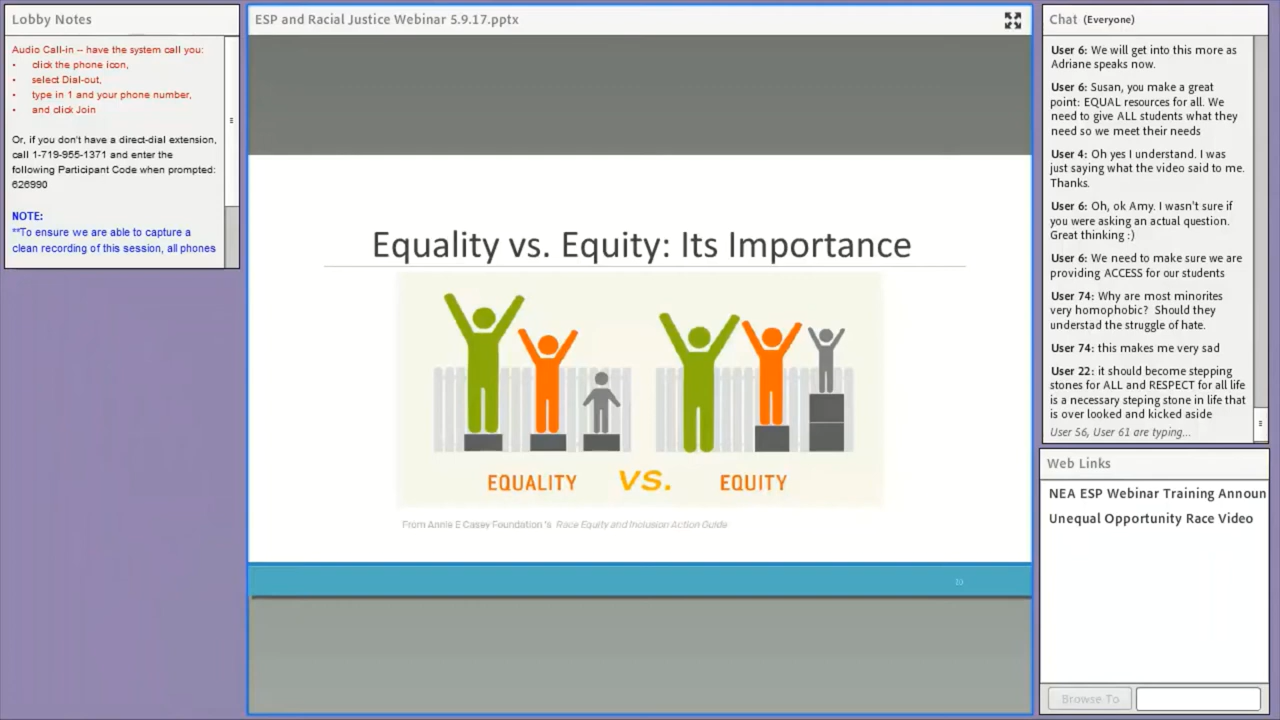 Lobby Notes
Audio Call-in -- have the system call you:
• click the phone icon,
• select Dial-out,
• type in 1 and your phone number,
• and click Join
Or, if you don't have a direct-dial extension,
call 1-719-955-1371 and enter the
following Participant Code when prompted:
626990
NOTE:
**To ensure we are able to capture a
clean recording of this session, all phones
ESP and Racial Justice Webinar 5.9.17.pptx
Equality vs. Equity: Its Importance
EQUALITY VS. EQUITY
From Annie E Casey Foundation 's Race Equity and Inclusion Action Guide
Chat (Everyone)
User 6: We will get into this more as
Adriane speaks now.
User 6: Susan, you make a great
point: EQUAL resources for all. We
need to give ALL students what they
need so we meet their needs
User 4: Oh yes I understand. I was
just saying what the video said to me.
Thanks.
User 6: Oh, ok Amy. I wasn't sure if
you were asking an actual question.
Great thinking :)
User 6: We need to make sure we are
providing ACCESS for our students
User 74: Why are most minorites
very homophobic? Should they
understad the struggle of hate.
User 74: this makes me very sad
User 22: it should become stepping
stones for ALL and RESPECT for all life
is a necessary steping stone in life that
is over looked and kicked aside
User 56, User 61 are typing...
Web Links
NEA ESP Webinar Training Announ
Unequal Opportunity Race Video
Browse To